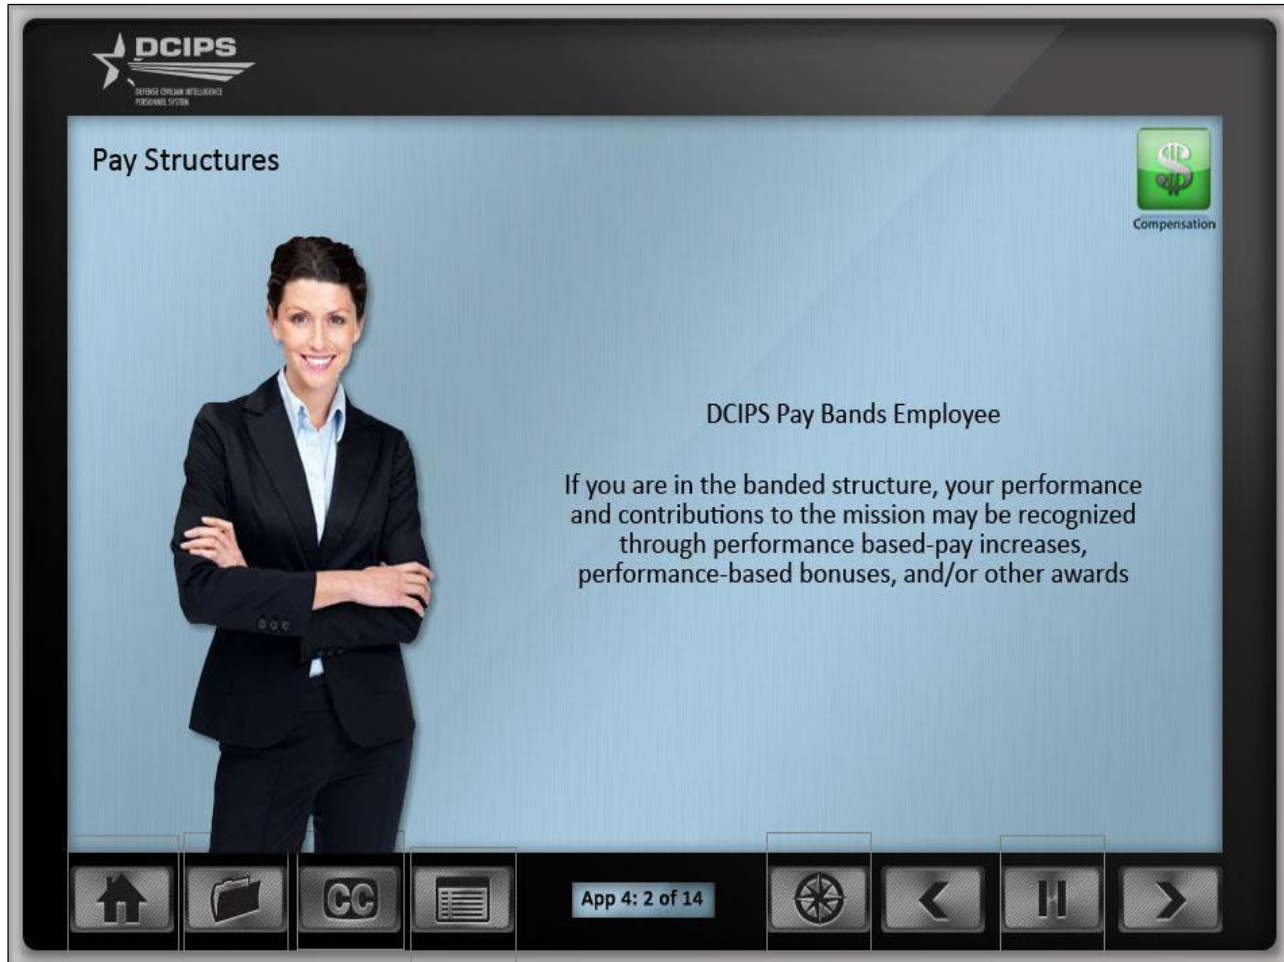 DCIPS
DEFENSE CIVILIAN INTELLIGENCE
PERSONNEL SYSTEM
Pay Structures
$
Compensation
DCIPS Pay Bands Employee
If you are in the banded structure, your performance
and contributions to the mission may be recognized
through performance based-pay increases,
performance-based bonuses, and/or other awards
CC
App 4: 2 of 14